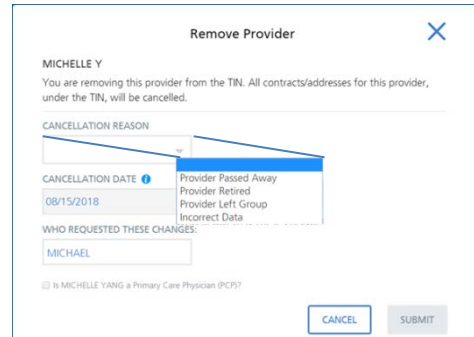 Remove Provider
MICHELLE Y
You are removing this provider from the TIN. All contracts/addresses for this provider,
under the TIN, will be cancelled.
CANCELLATION REASON
Provider Passed Away
Provider Retired
Provider Left Group
Incorrect Data
CANCELLATION DATE
08/15/2018
WHO REQUESTED THESE CHANGES:
MICHAEL
Is MICHELLE YANG a Primary Care Physician (PCP)?
CANCEL
SUBMIT